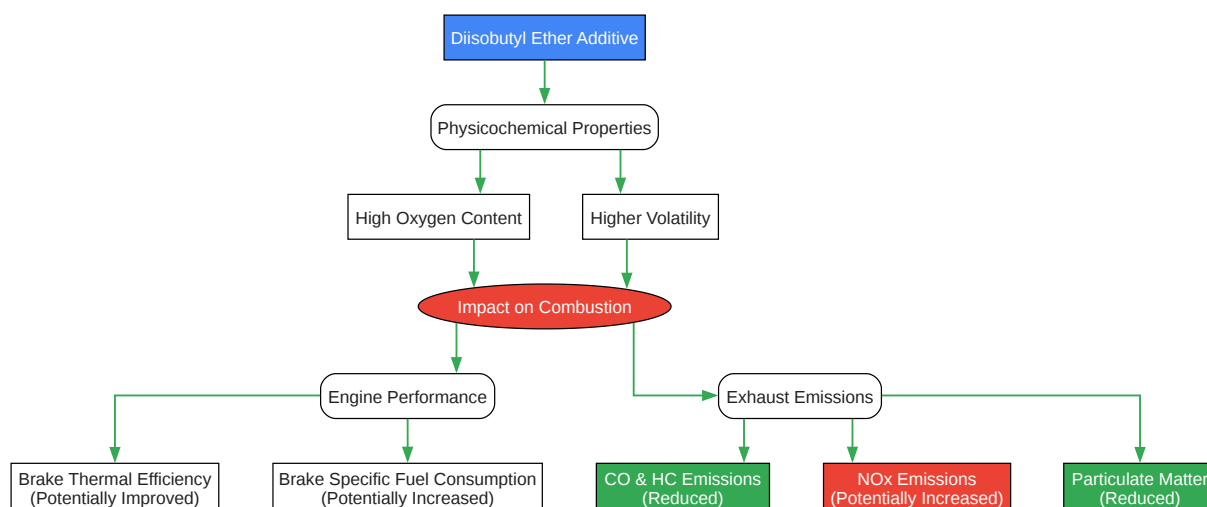 Diisobutyl Ether Additive
Physicochemical Properties
High Oxygen Content
Higher Volatility
Impact on Combustion
Engine Performance
Exhaust Emissions
Brake Thermal Efficiency
(Potentially Improved)
Brake Specific Fuel Consumption
(Potentially Increased)
CO & HC Emissions
(Reduced)
NOx Emissions
(Potentially Increased)
Particulate Matter
(Reduced)